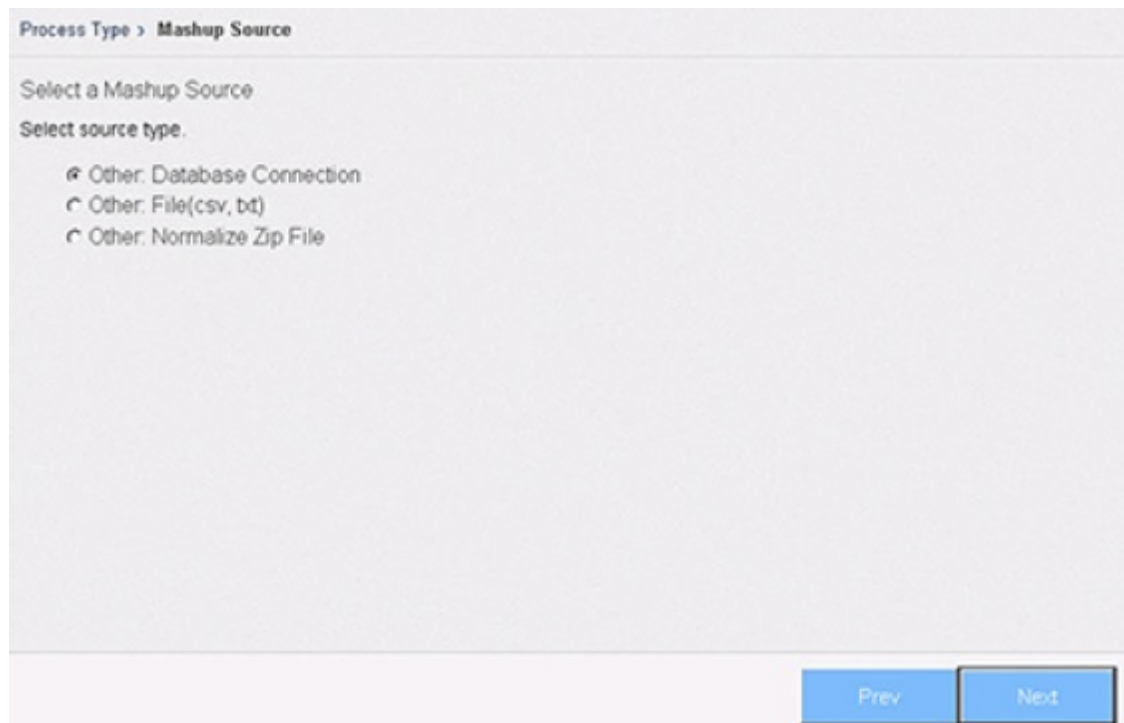 Process Type > Mashup Source
Select a Mashup Source
Select source type.
Other: Database Connection
Other: File(csv, txt)
Other: Normalize Zip File
Prev Next